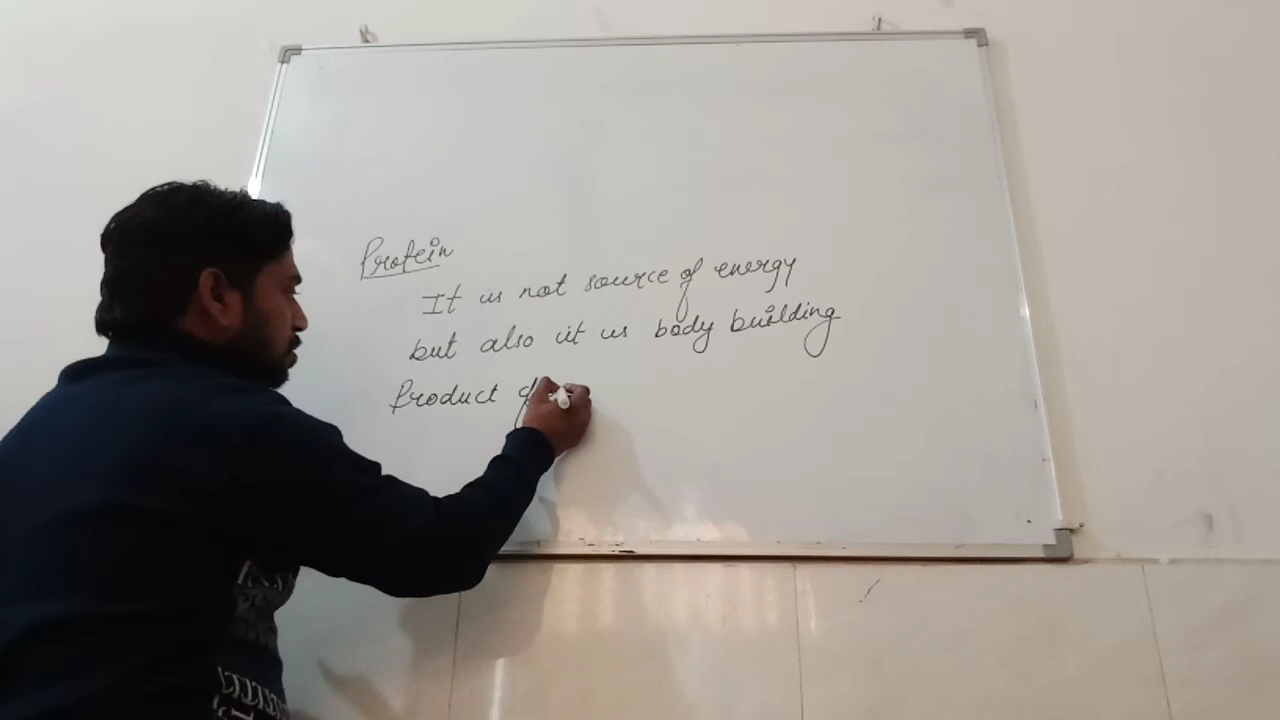 Protein
It is not source of energy
but also it is body building
Product